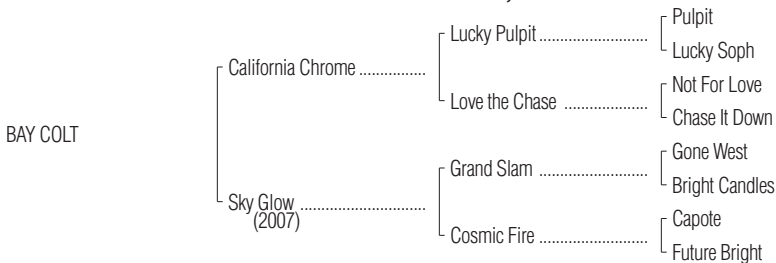 BAY COLT
California Chrome ................
Sky Glow ..............................
(2007)
Lucky Pulpit ..........................
Love the Chase ....................
Grand Slam ..........................
Cosmic Fire ..........................
Pulpit
Lucky Soph
Not For Love
Chase It Down
Gone West
Bright Candles
Capote
Future Bright